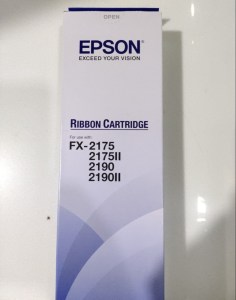 OPEN
EPSON
EXCEED YOUR VISION
RIBBON CARTRIDGE
For use with:
FX-2175
2175II
2190
2190II